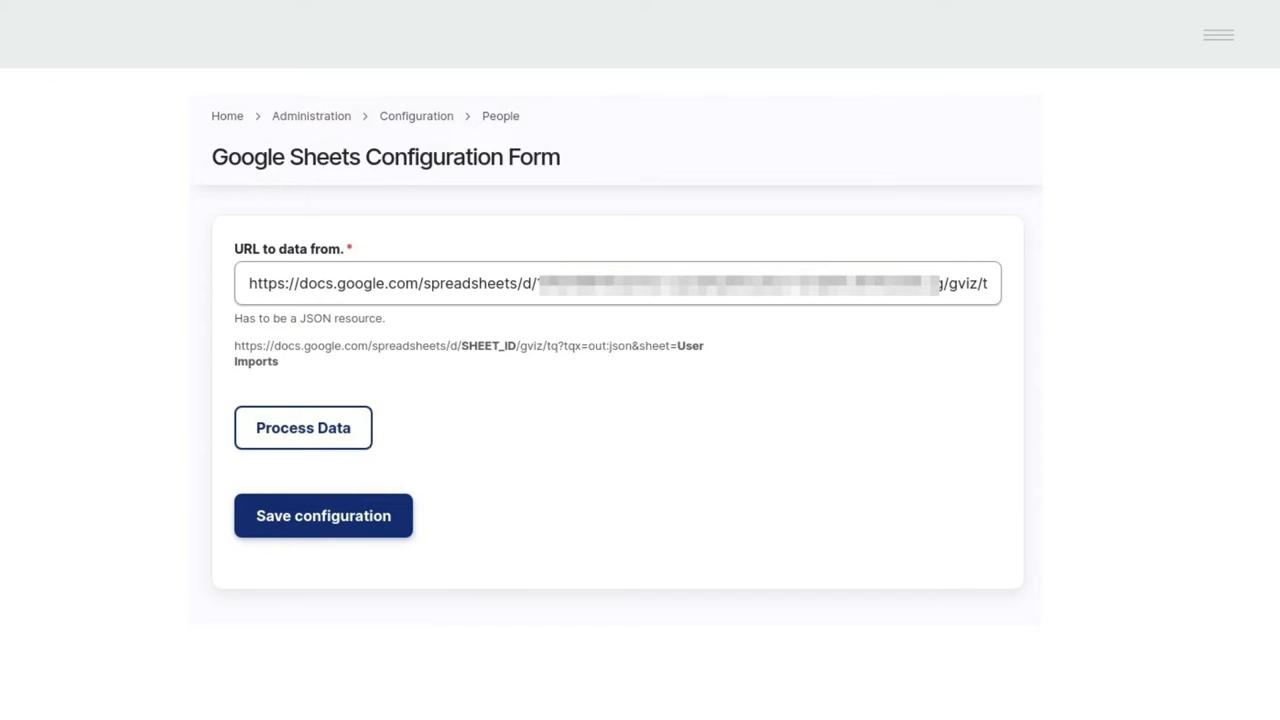 Home > Administration > Configuration > People
Google Sheets Configuration Form
URL to data from. *
https://docs.google.com/spreadsheets/d/ g/gviz/t
Has to be a JSON resource.
https://docs.google.com/spreadsheets/d/SHEET_ID/gviz/tq?tqx=out:json&sheet=User
Imports
Process Data
Save configuration